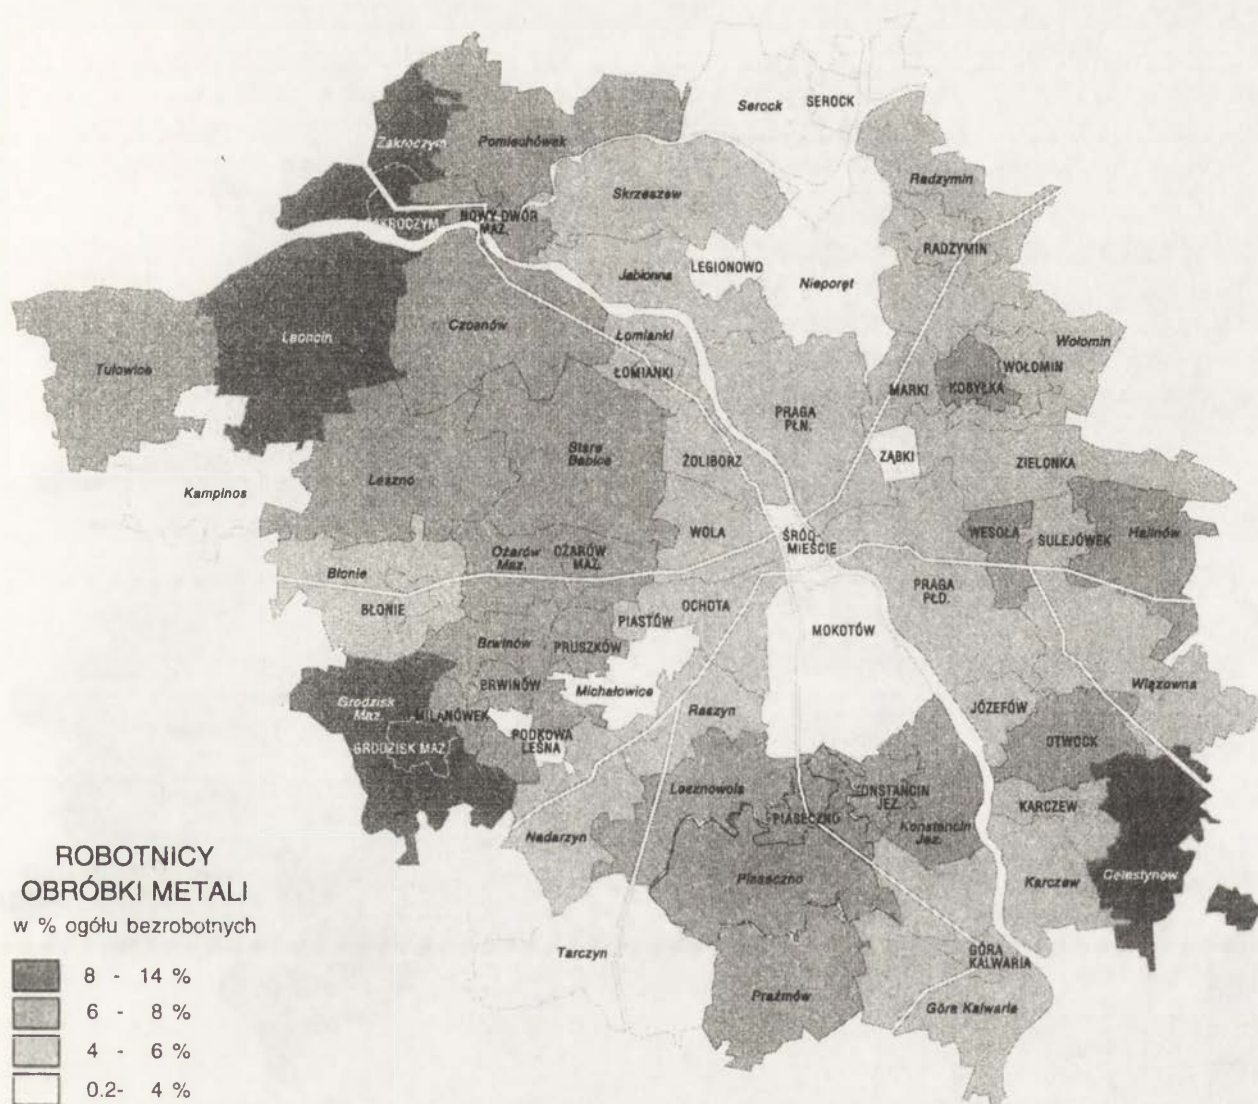 Serock
SEROCK
Zakroczym
Pomiechówek
Skrzeszew
Radzymin
NOWY DWÓR
MAZ.
RADZYMIN
Jabłonna
LEGIONOWO
Nieporęt
Leoncin
Czosnów
Łomianki
ŁOMIANKI
Wołomin
WOŁOMIN
Tułowice
MARKI
KOBYŁKA
PRAGA
PŁN.
ZĄBKI
ZIELONKA
Stare
Babice
ŻOLIBORZ
Leszno
Kampinos
WOLA
ŚRÓD-
MIEŚCIE
WESOŁA
SULEJÓWEK
Halinów
Ożarów
Maz.
OŻARÓW
MAZ.
Błonie
BŁONIE
OCHOTA
PIASTÓW
PRAGA
PŁD.
MOKOTÓW
Brwinów
PRUSZKÓW
BRWINÓW
Michałowice
Raszyn
Wiązowna
JÓZEFÓW
Grodzisk
Maz.
MILANÓWEK
GRODZISK MAZ
PODKOWA
LEŚNA
OTWOCK
Lesznowola
KONSTANCIN
JEZ.
Konstancin
Jez.
PIASECZNO
Piaseczno
KARCZEW
Karczew
Celestynów
Nadarzyn
Tarczyn
Prażmów
GÓRA
KALWARIA
Góra Kalwaria
ROBOTNICY
OBRÓBKI METALI
w % ogółu bezrobotnych
8 - 14 %
6 - 8 %
4 - 6 %
0.2- 4 %